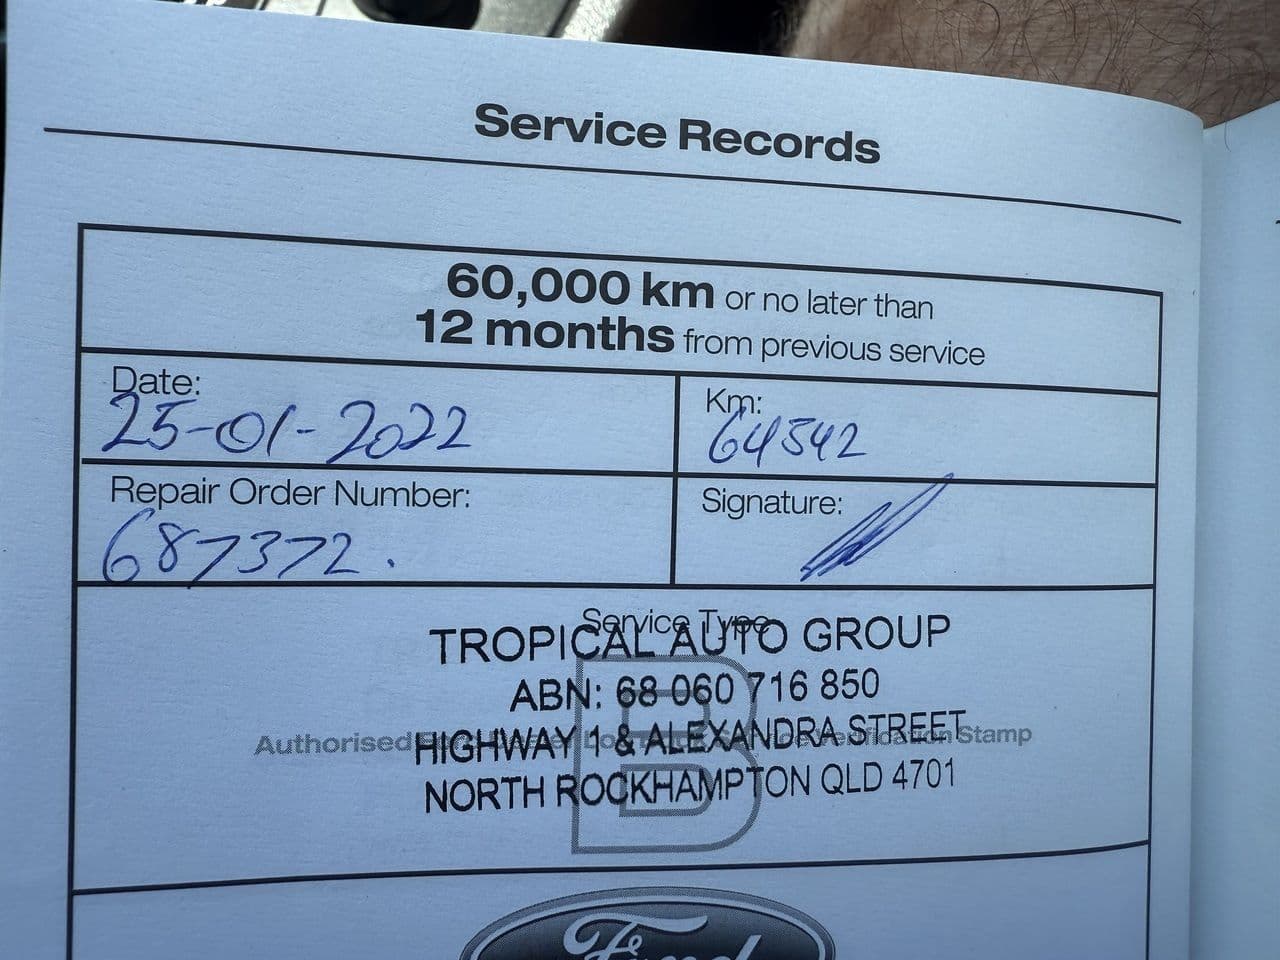 Service Records
60,000 km or no later than
12 months from previous service
Date:
25-01-2022
Km:
64542
Repair Order Number:
687372.
Signature:
Service Type
TROPICAL AUTO GROUP
ABN: 68 060 716 850
B
Authorised Stamp
HIGHWAY 1 & ALEXANDRA STREET
NORTH ROCKHAMPTON QLD 4701
Ford